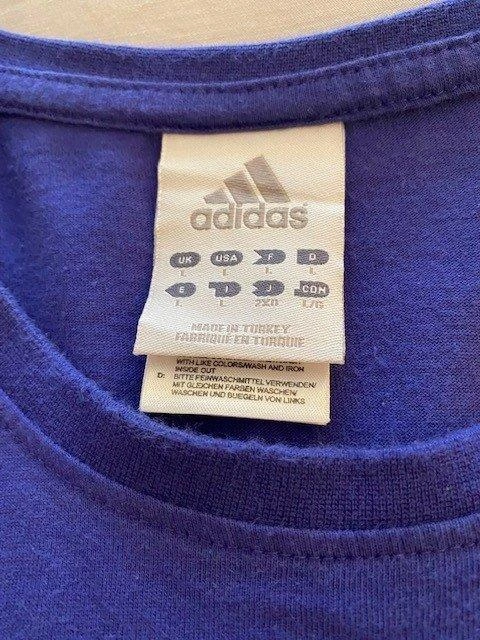 adidas
UK USA F D
L L L L
E I J CDN
L L 2XO L/G
MADE IN TURKEY
FABRIQUE EN TURQUIE
WITH LIKE COLORS/WASH AND IRON
INSIDE OUT
D: BITTE FEINWASCHMITTEL VERWENDEN/
MIT GLEICHEN FARBEN WASCHEN/
WASCHEN UND BUEGELN VON LINKS